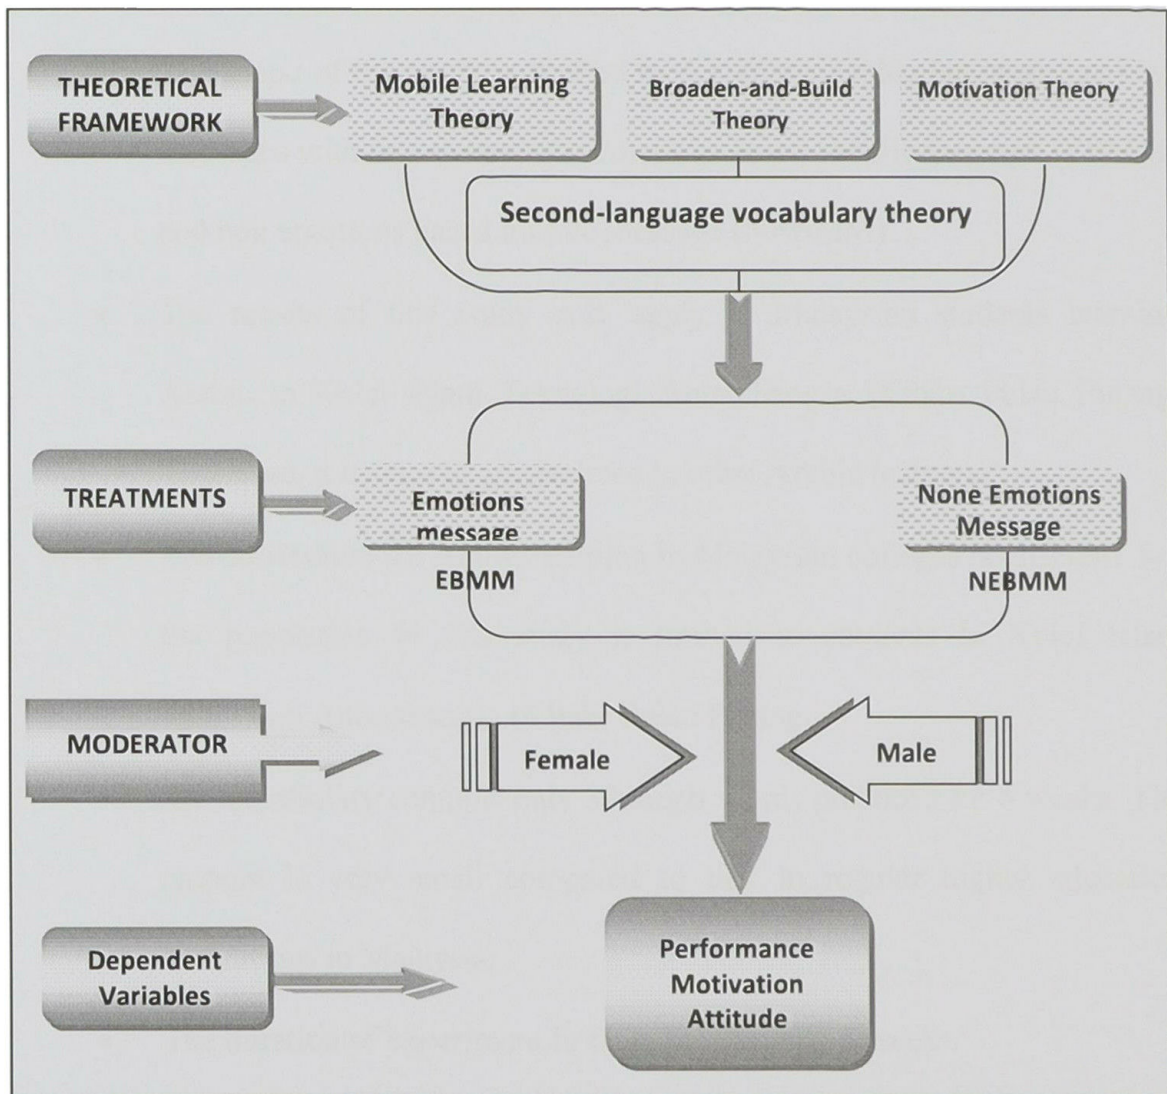 THEORETICAL
FRAMEWORK
Mobile Learning
Theory
Broaden-and-Build
Theory
Motivation Theory
Second-language vocabulary theory
TREATMENTS
Emotions
message
EBMM
None Emotions
Message
NEBMM
MODERATOR
Female
Male
Dependent
Variables
Performance
Motivation
Attitude